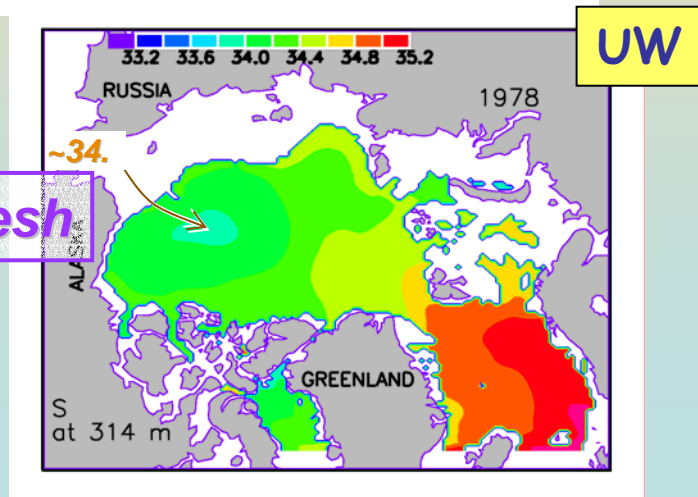 UW
33.2 33.6 34.0 34.4 34.8 35.2
RUSSIA
1978
~34.
esh
ALASKA
GREENLAND
S
at 314 m